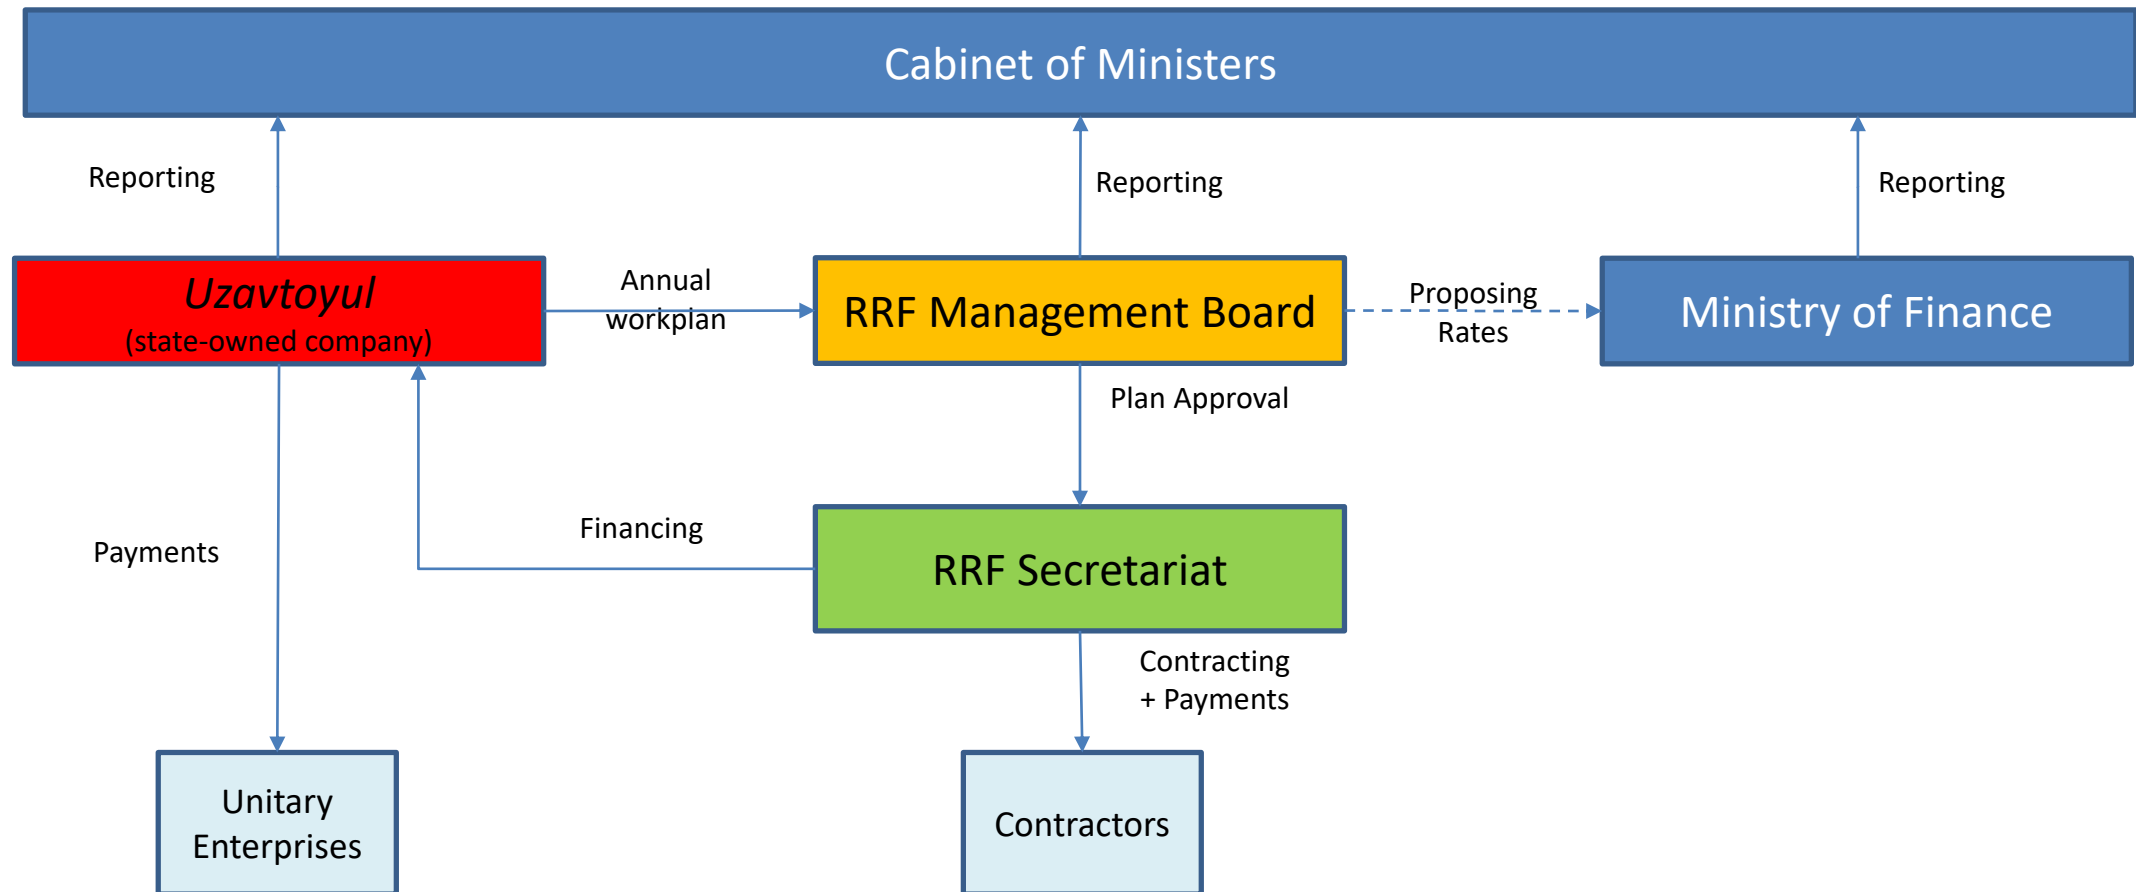 Cabinet of Ministers
Reporting
Reporting
Reporting
Uzavtoyul
(state-owned company)
Annual
workplan
RRF Management Board
Proposing
Rates
Ministry of Finance
Plan Approval
Financing
Payments
RRF Secretariat
Contracting
+ Payments
Unitary
Enterprises
Contractors